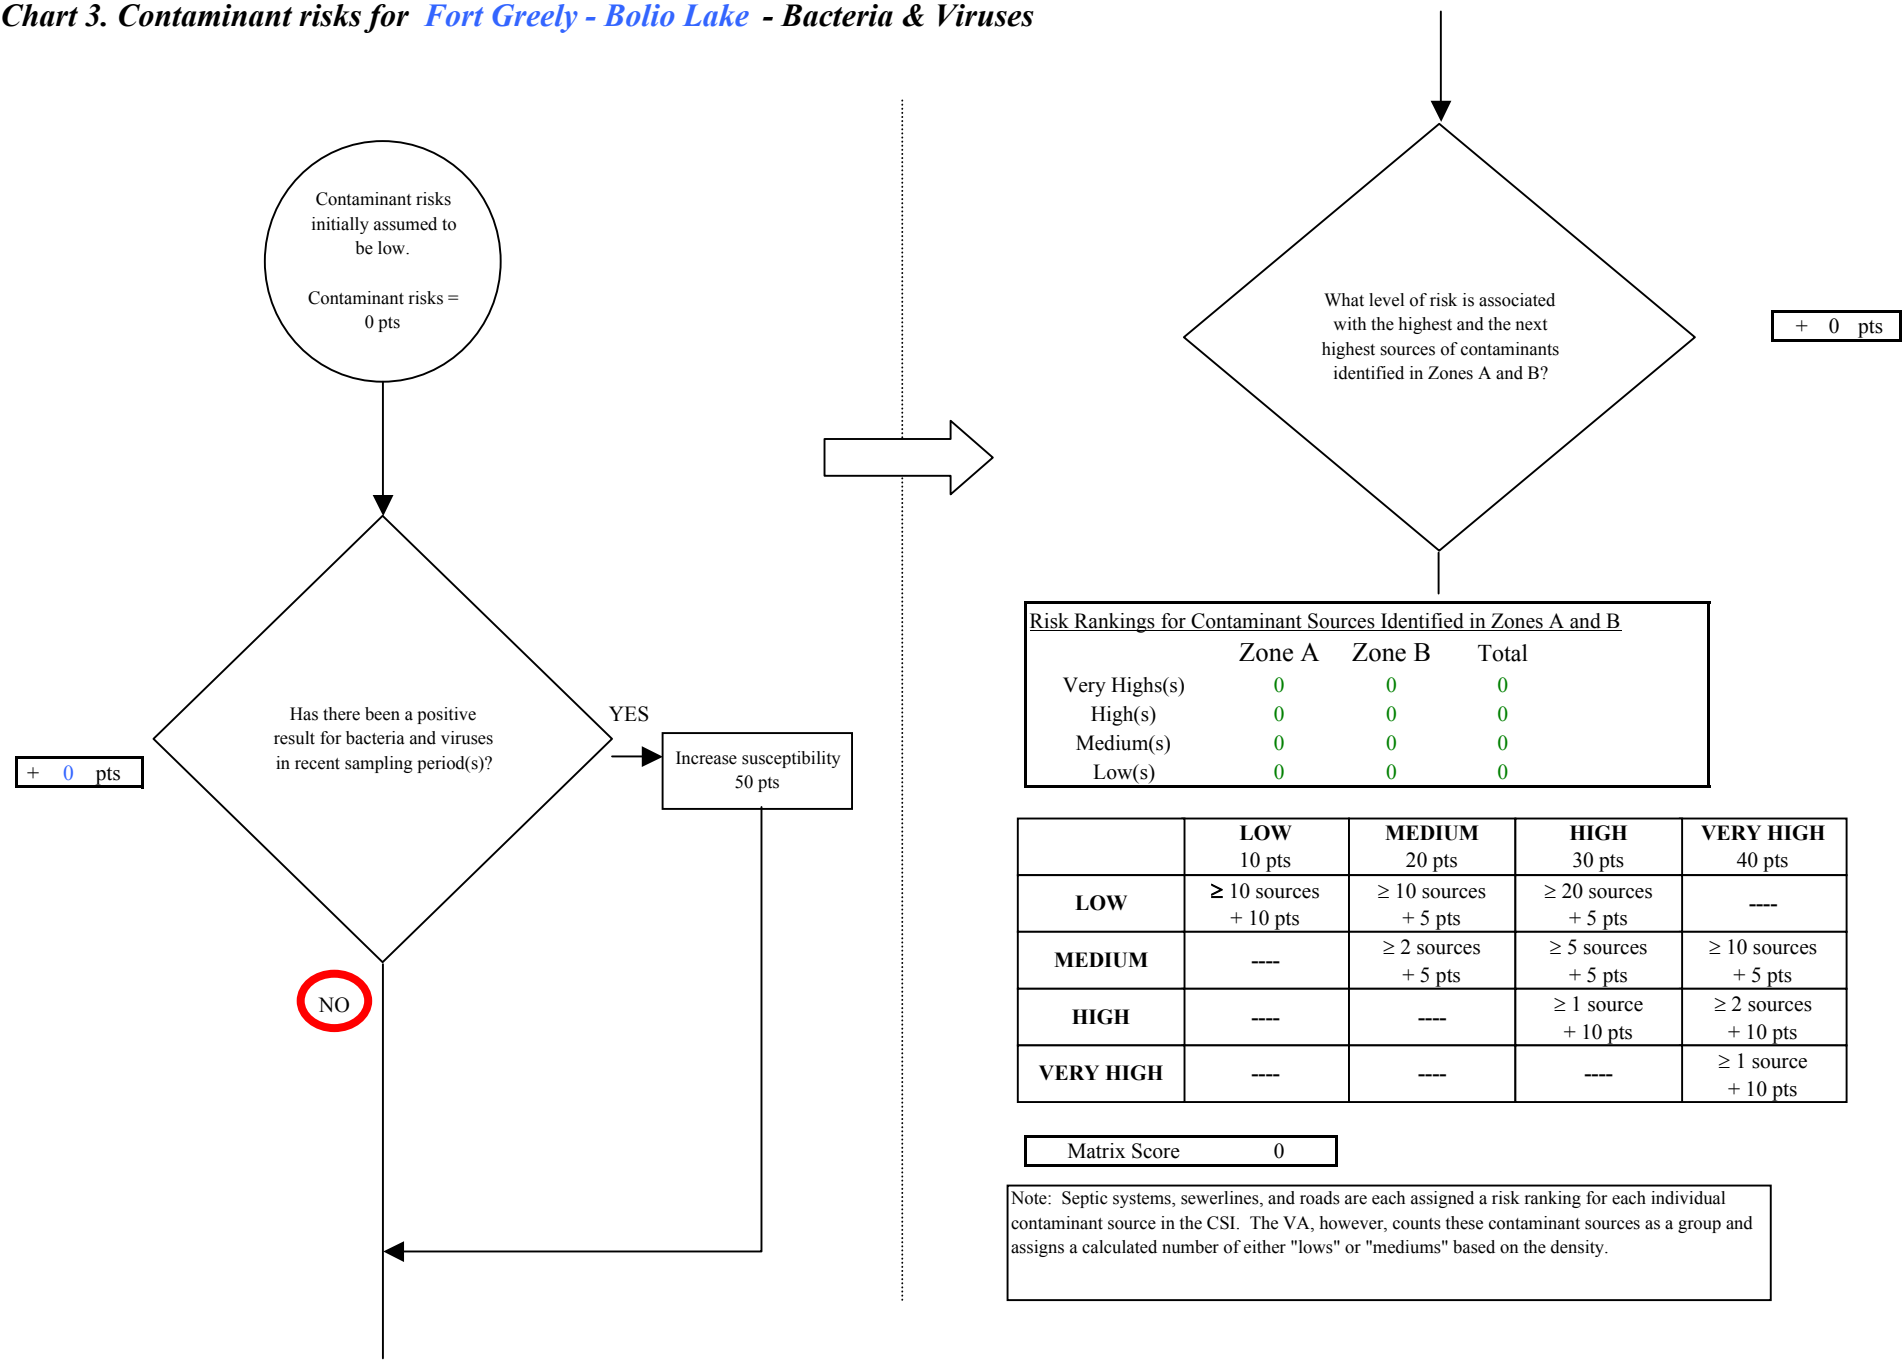 Chart 3. Contaminant risks for Fort Greely - Bolio Lake - Bacteria & Viruses
Contaminant risks
initially assumed to
be low.
Contaminant risks =
0 pts
Has there been a positive
result for bacteria and viruses
in recent sampling period(s)?
+ 0 pts
YES
Increase susceptibility
50 pts
NO
What level of risk is associated
with the highest and the next
highest sources of contaminants
identified in Zones A and B?
+ 0 pts
Risk Rankings for Contaminant Sources Identified in Zones A and B
Zone A Zone B Total
Very Highs(s) 0 0 0
High(s) 0 0 0
Medium(s) 0 0 0
Low(s) 0 0 0
LOW MEDIUM HIGH VERY HIGH
10 pts 20 pts 30 pts 40 pts
LOW ≥ 10 sources ≥ 10 sources ≥ 20 sources ----
+ 10 pts + 5 pts + 5 pts
MEDIUM ---- ≥ 2 sources ≥ 5 sources ≥ 10 sources
+ 5 pts + 5 pts + 5 pts
HIGH ---- ---- ≥ 1 source ≥ 2 sources
+ 10 pts + 10 pts
VERY HIGH ---- ---- ---- ≥ 1 source
+ 10 pts
Matrix Score 0
Note: Septic systems, sewerlines, and roads are each assigned a risk ranking for each individual
contaminant source in the CSI. The VA, however, counts these contaminant sources as a group and
assigns a calculated number of either "lows" or "mediums" based on the density.